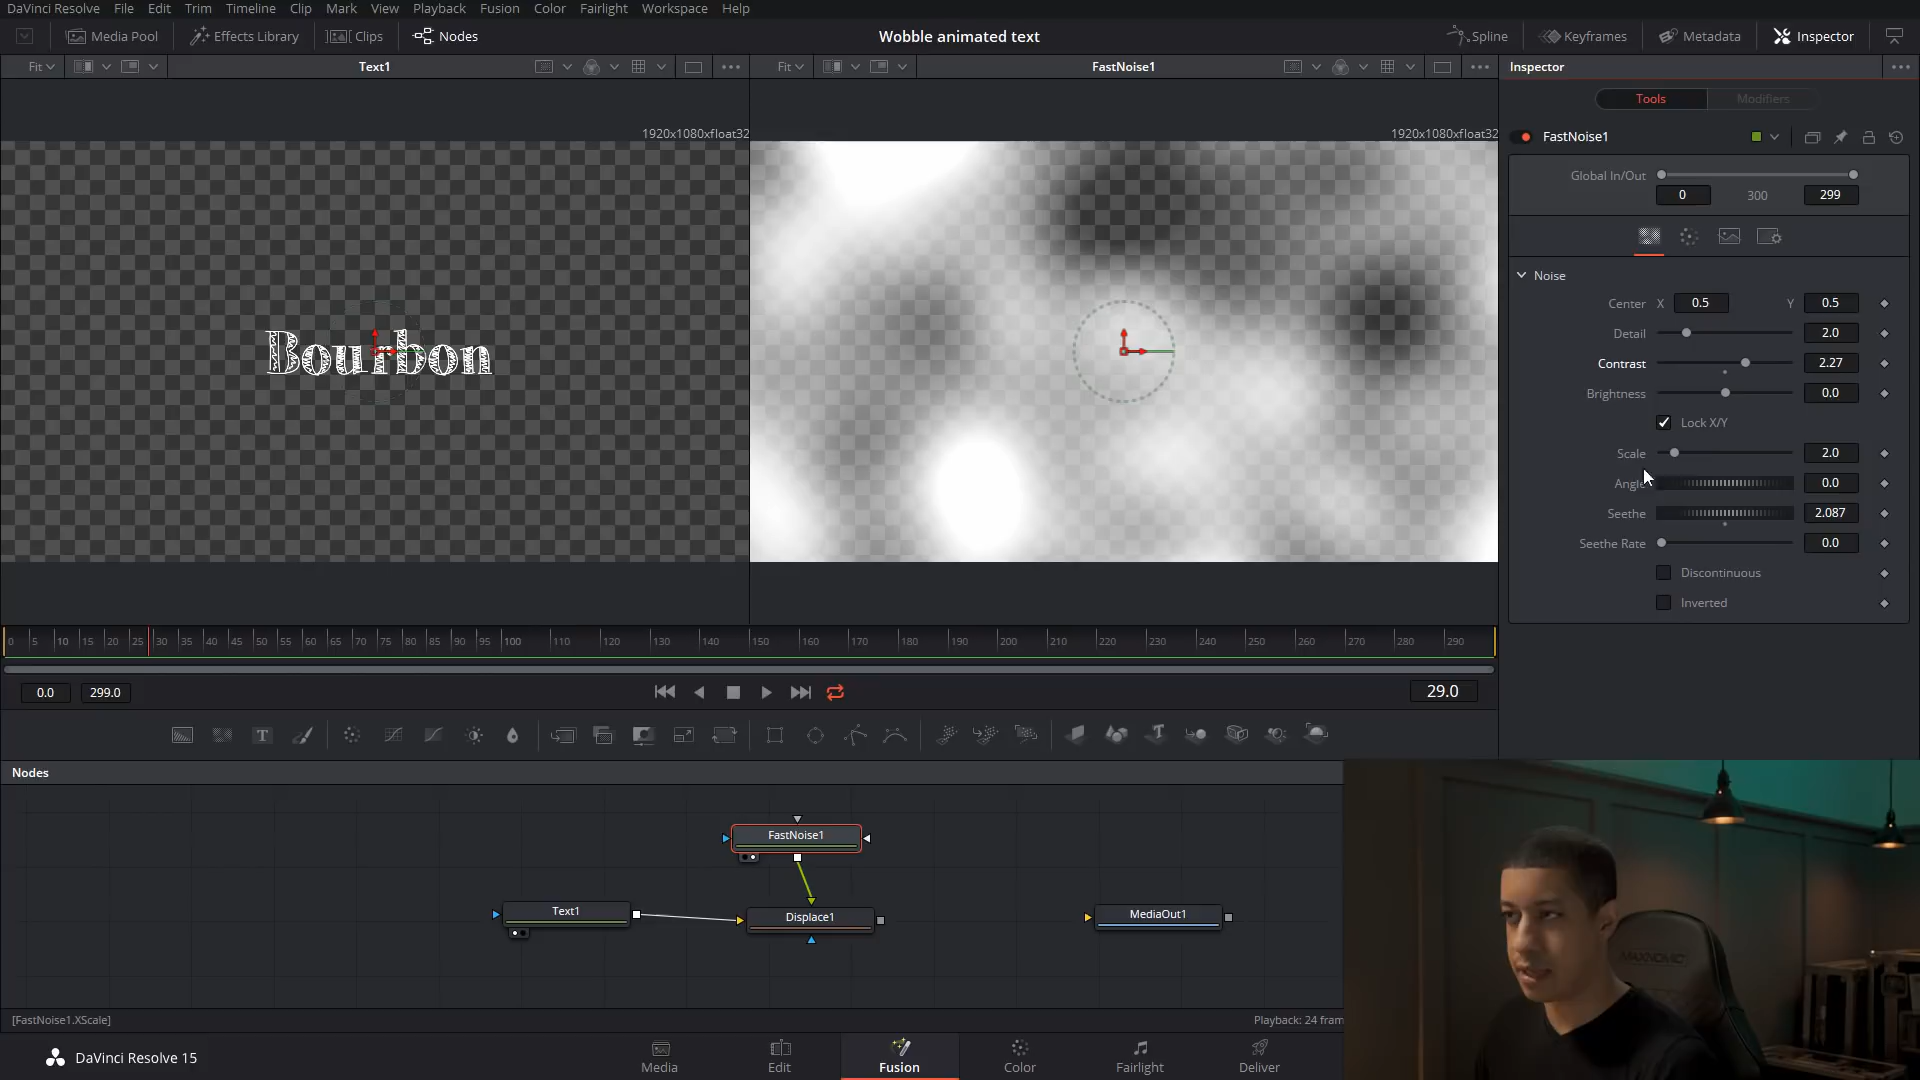 DaVinci Resolve File Edit Trim Timeline Clip Mark View Playback Fusion Color Fairlight Workspace Help
Media Pool Effects Library Clips Nodes Wobble animated text Spline Keyframes Metadata Inspector
Fit Text1 Fit FastNoise1 Inspector
Tools Modifiers
1920x1080xfloat32 1920x1080xfloat32
FastNoise1
Global In/Out
0 300 299
Noise
Center X 0.5 Y 0.5
Detail 2.0
Contrast 2.27
Brightness 0.0
Lock X/Y
Scale 2.0
Angle 0.0
Seethe 2.087
Seethe Rate 0.0
Discontinuous
Inverted
Bourbon
0 5 10 15 20 25 30 35 40 45 50 55 60 65 70 75 80 85 90 95 100 110 120 130 140 150 160 170 180 190 200 210 220 230 240 250 260 270 280 290
0.0 299.0 29.0
Nodes
FastNoise1
Text1 Displace1 MediaOut1
MAXNOMIC
[FastNoise1.XScale] Playback: 24 fram
DaVinci Resolve 15 Media Edit Fusion Color Fairlight Deliver